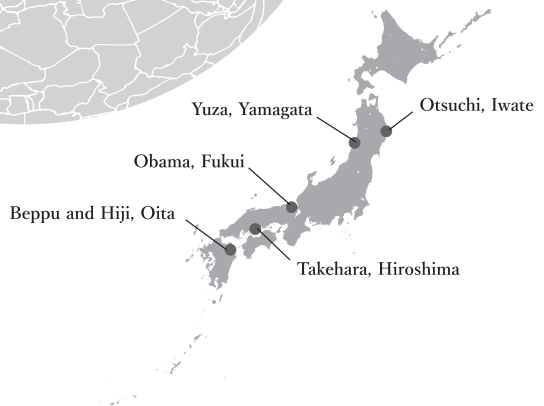 Otsuchi, Iwate
Yuza, Yamagata
Obama, Fukui
Beppu and Hiji, Oita
Takehara, Hiroshima